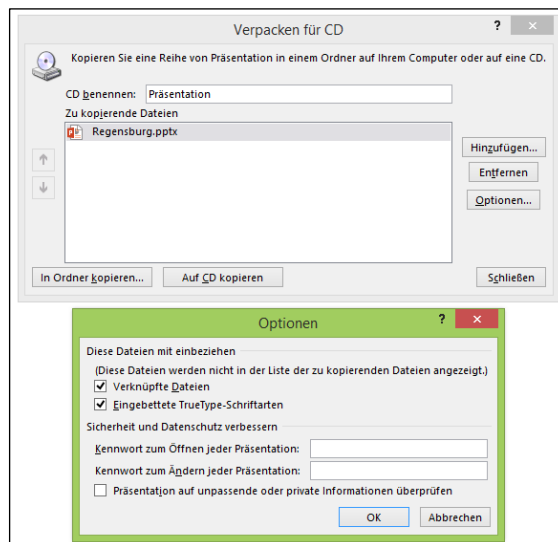 Verpacken für CD
Kopieren Sie eine Reihe von Präsentation in einem Ordner auf Ihrem Computer oder auf eine CD.
CD benennen: Präsentation
Zu kopierende Dateien
Regensburg.pptx
Hinzufügen...
Entfernen
Optionen...
In Ordner kopieren... Auf CD kopieren Schließen
Optionen
Diese Dateien mit einbeziehen
(Diese Dateien werden nicht in der Liste der zu kopierenden Dateien angezeigt.)
Verknüpfte Dateien
Eingebettete TrueType-Schriftarten
Sicherheit und Datenschutz verbessern
Kennwort zum Öffnen jeder Präsentation:
Kennwort zum Ändern jeder Präsentation:
Präsentation auf unpassende oder private Informationen überprüfen
OK Abbrechen